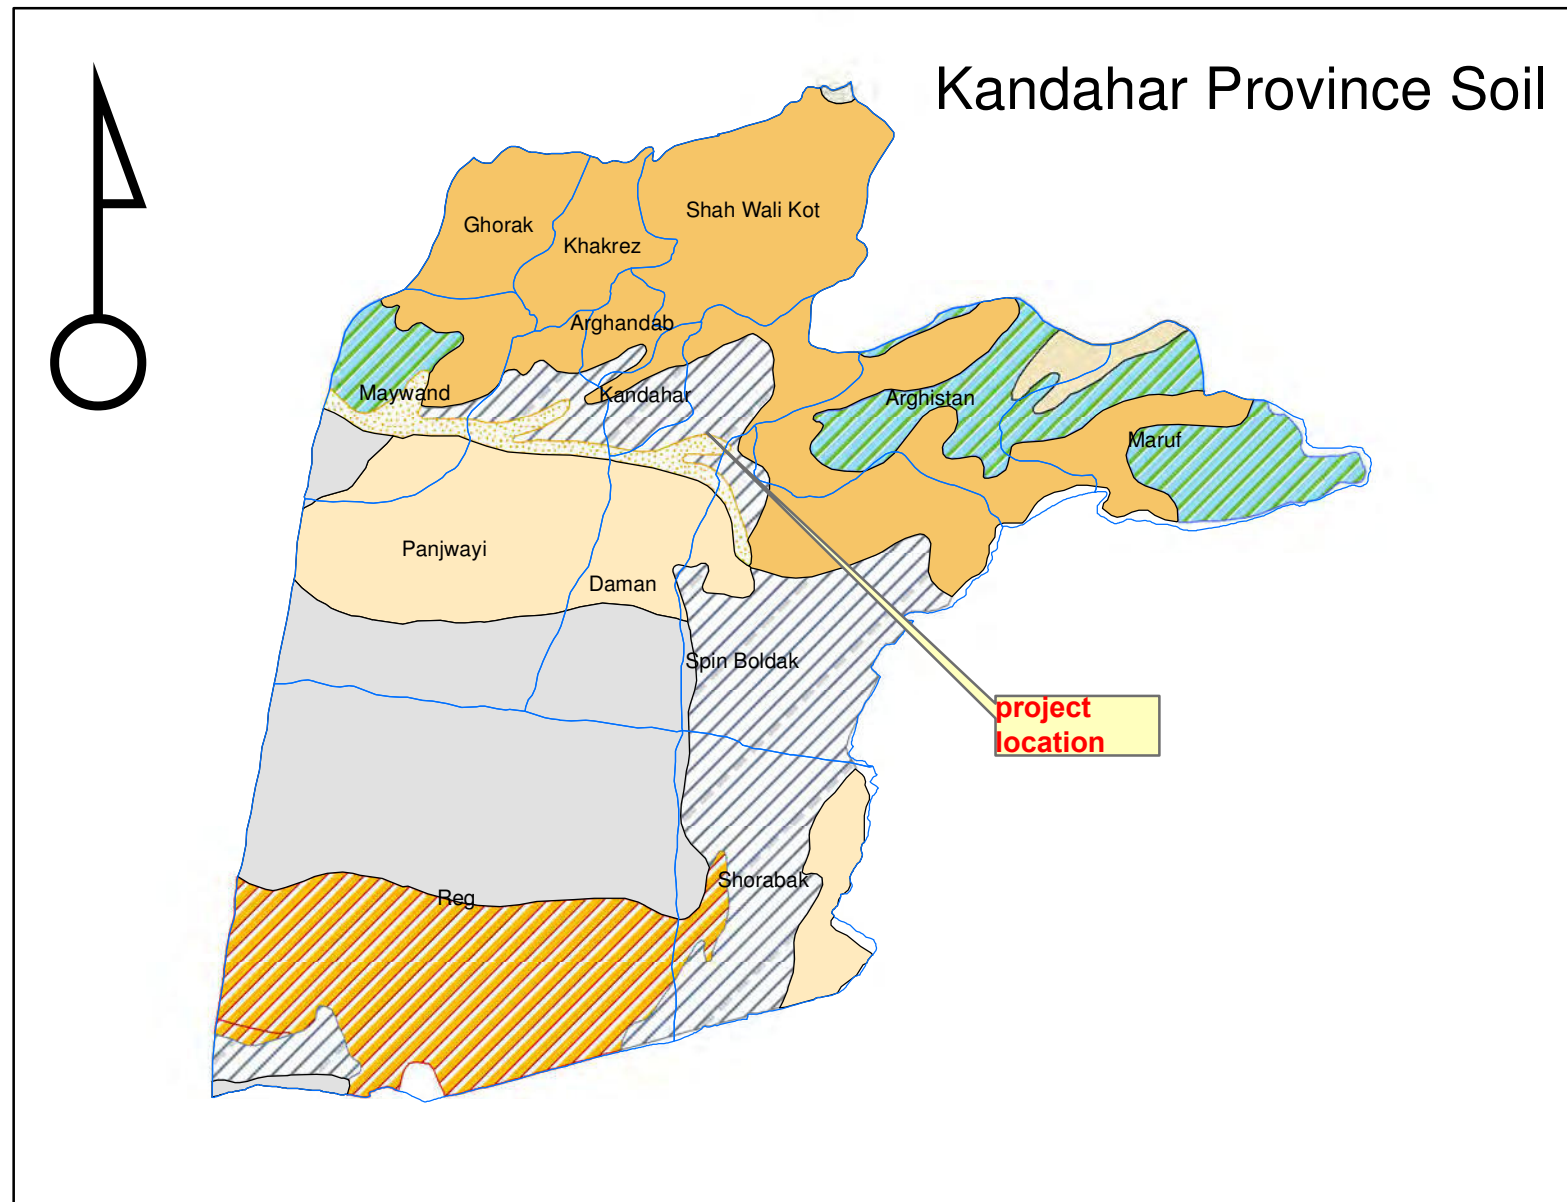 Kandahar Province Soil
Shah Wali Kot
Ghorak
Khakrez
Arghandab
Maywand
Kandahar
Arghistan
Maruf
Panjwayi
Daman
Spin Boldak
project
location
Shorabak
Reg